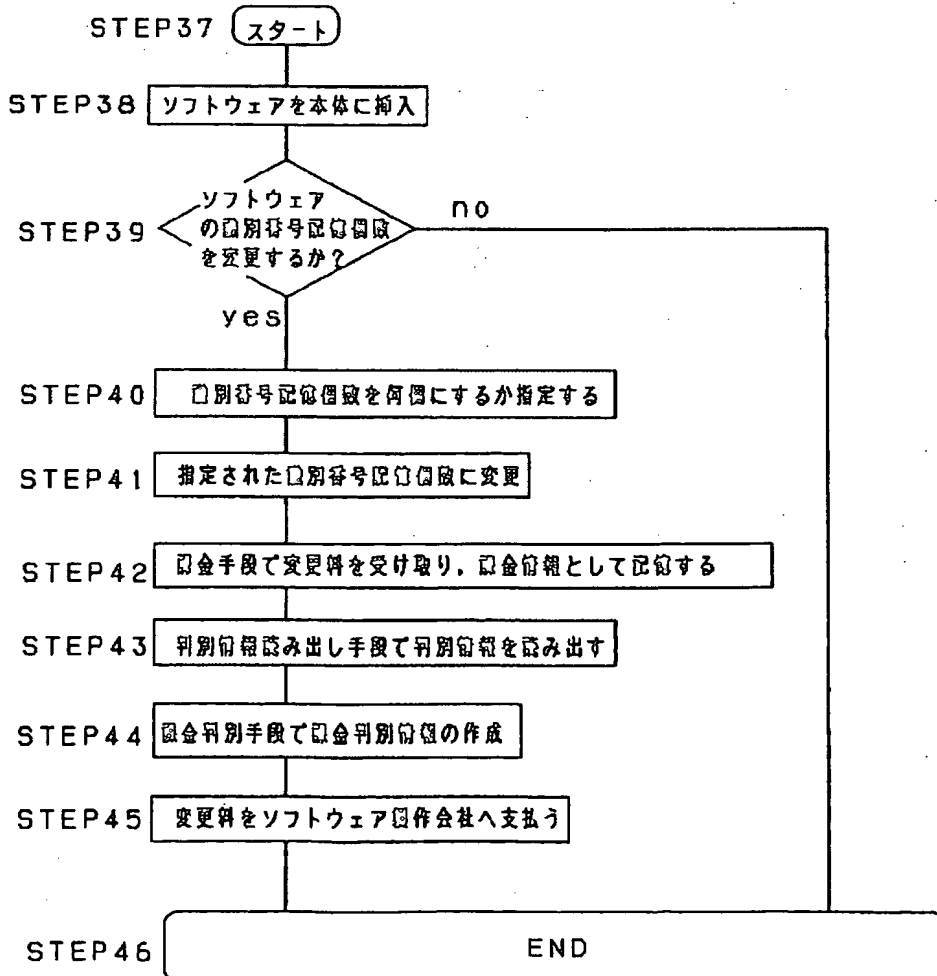 STEP37 スタート
STEP38 ソフトウェアを本体に挿入
STEP39
ソフトウェア
の識別符号記憶個数
を変更するか?
no
yes
STEP40 識別符号記憶個数を何個にするか指定する
STEP41 指定された識別符号記憶個数に変更
STEP42 課金手段で変更料を受け取り,課金情報として記憶する
STEP43 判別情報読み出し手段で判別情報を読み出す
STEP44 課金判別手段で課金判別情報の作成
STEP45 変更料をソフトウェア製作会社へ支払う
STEP46 END